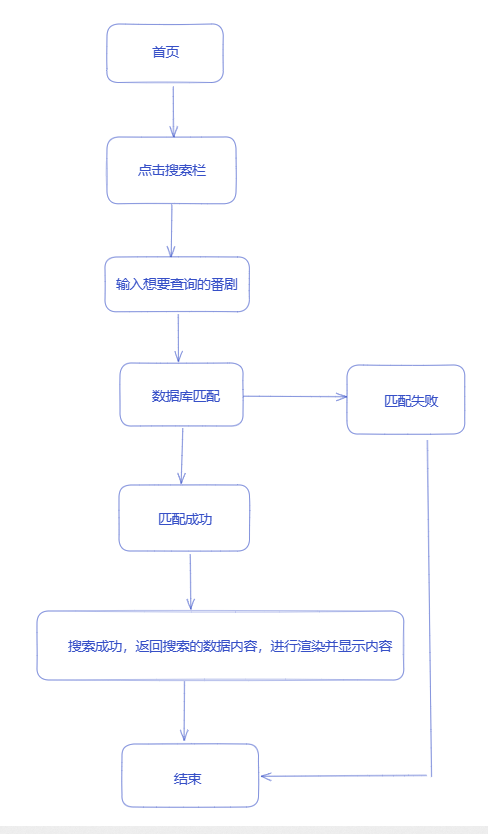 首页
点击搜索栏
输入想要查询的番剧
数据库匹配
匹配失败
匹配成功
搜索成功，返回搜索的数据内容，进行渲染并显示内容
结束